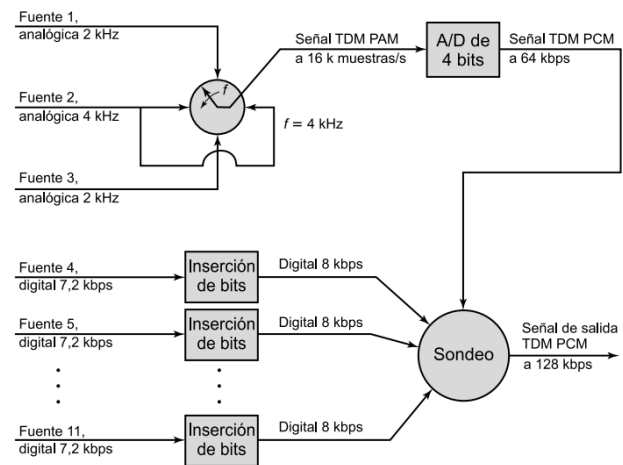 Fuente 1,
analógica 2 kHz
Señal TDM PAM
a 16 k muestras/s
A/D de
4 bits
Señal TDM PCM
a 64 kbps
f
Fuente 2,
analógica 4 kHz
f = 4 kHz
Fuente 3,
analógica 2 kHz
Fuente 4,
digital 7,2 kbps
Inserción
de bits
Digital 8 kbps
Fuente 5,
digital 7,2 kbps
Inserción
de bits
Digital 8 kbps
Sondeo
Señal de salida
TDM PCM
a 128 kbps
Fuente 11,
digital 7,2 kbps
Inserción
de bits
Digital 8 kbps